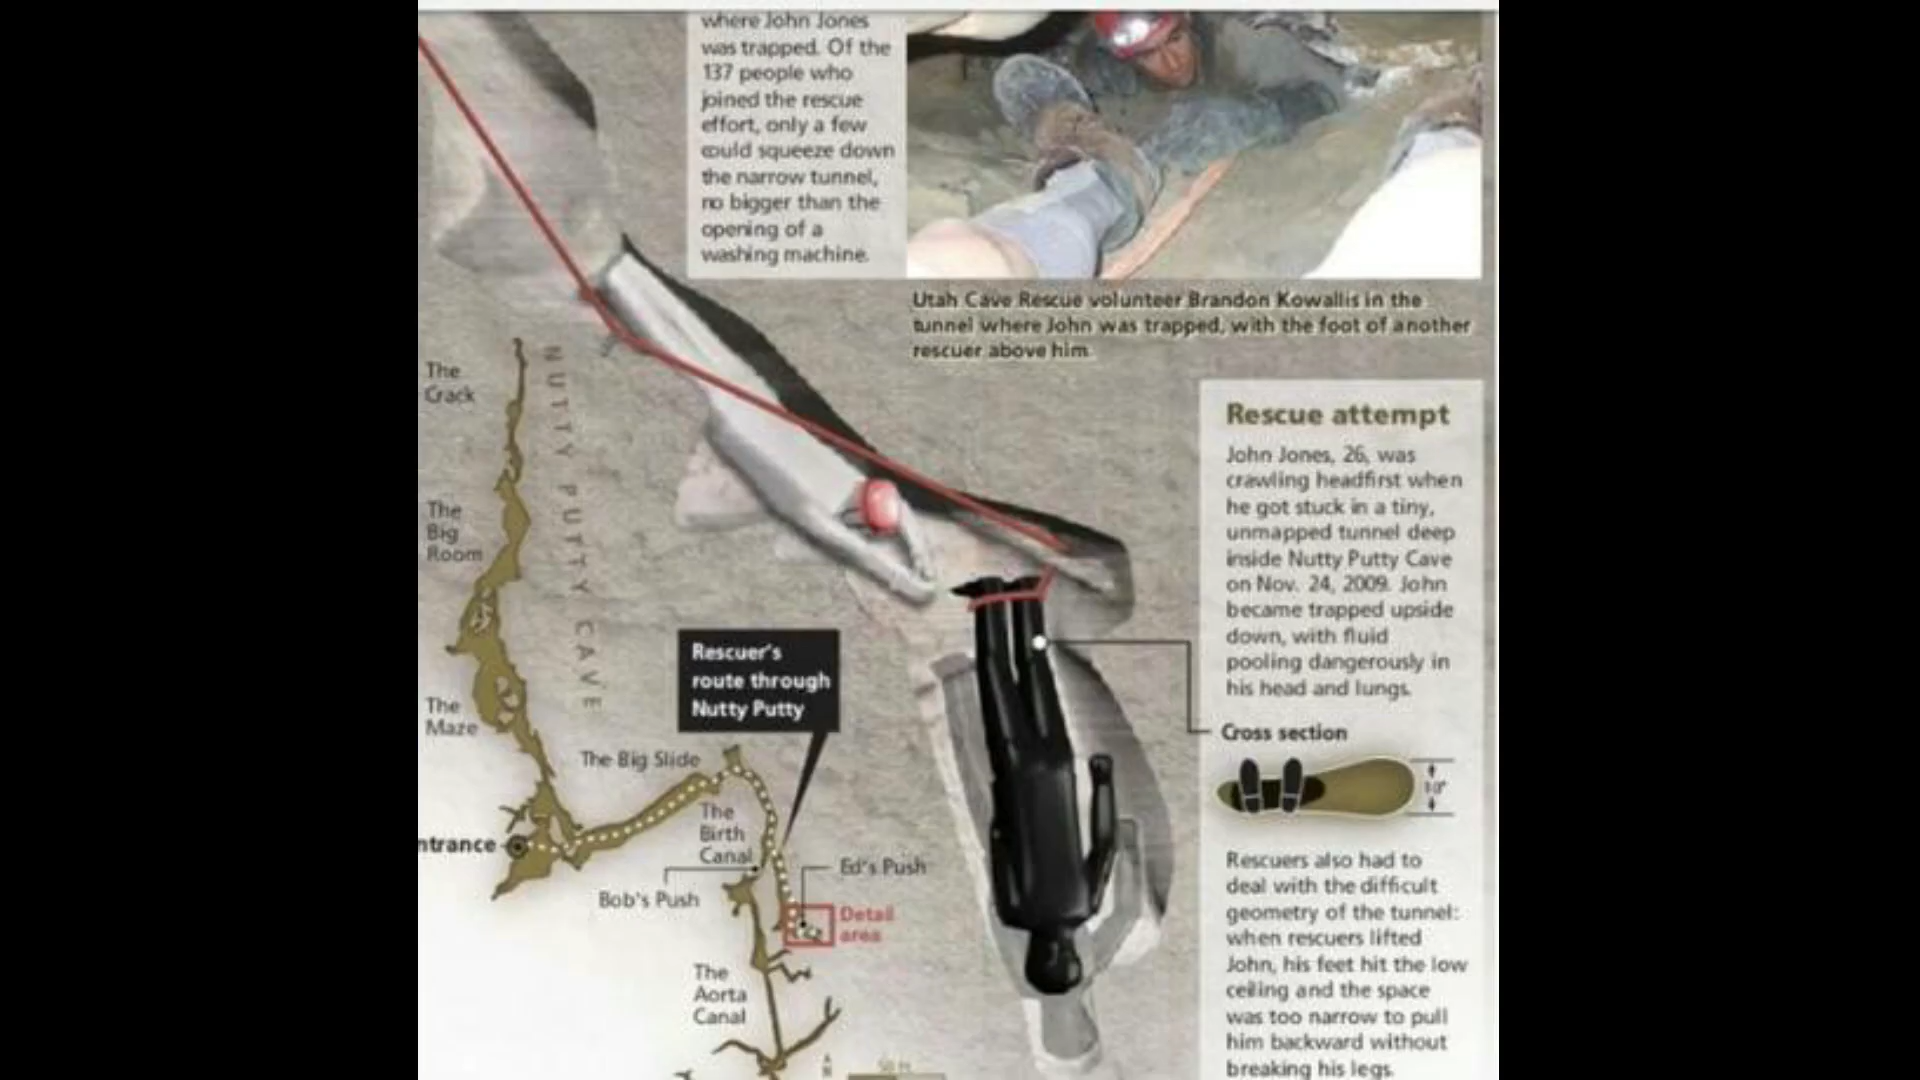 where John Jones
was trapped. Of the
137 people who
joined the rescue
effort, only a few
could squeeze down
the narrow tunnel,
no bigger than the
opening of a
washing machine.
Utah Cave Rescue volunteer Brandon Kowallis in the
tunnel where John was trapped, with the foot of another
rescuer above him
Rescue attempt
John Jones, 26, was
crawling headfirst when
he got stuck in a tiny,
unmapped tunnel deep
inside Nutty Putty Cave
on Nov. 24, 2009. John
became trapped upside
down, with fluid
pooling dangerously in
his head and lungs.
Cross section
10"
Rescuers also had to
deal with the difficult
geometry of the tunnel:
when rescuers lifted
John, his feet hit the low
ceiling and the space
was too narrow to pull
him backward without
breaking his legs.
NUTTY PUTTY CAVE
The
Crack
The
Big
Room
The
Maze
Rescuer's
route through
Nutty Putty
The Big Slide
The
Birth
Canal
ntrance
Ed's Push
Bob's Push
Detail
area
The
Aorta
Canal
50 ft.